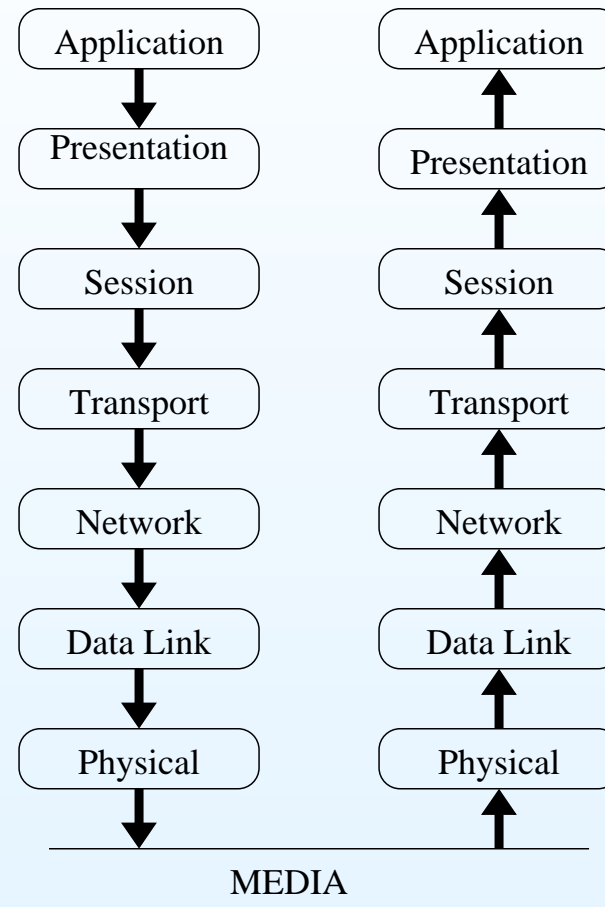 Application
Presentation
Session
Transport
Network
Data Link
Physical
Application
Presentation
Session
Transport
Network
Data Link
Physical
MEDIA